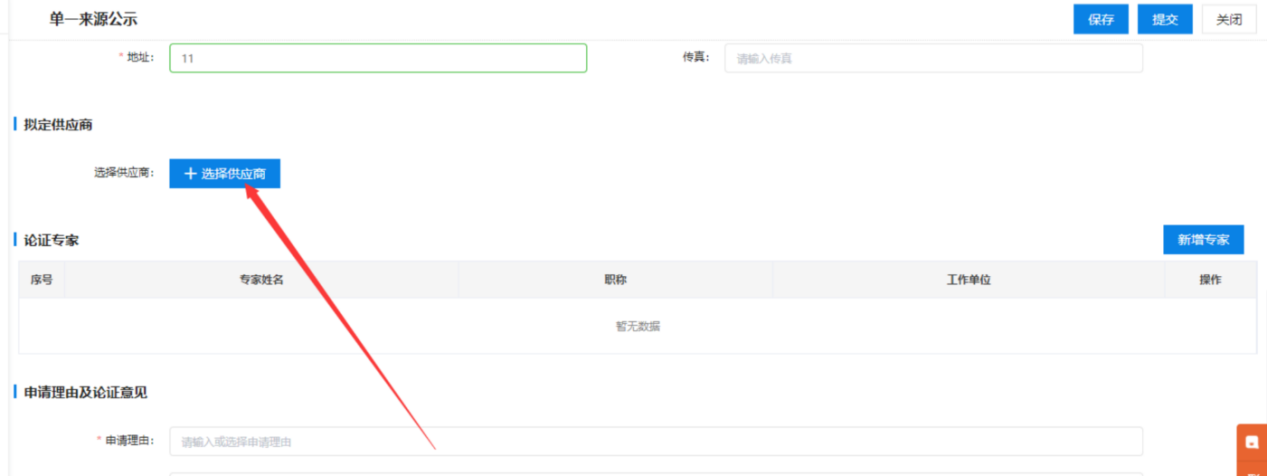 单一来源公示 保存 提交 关闭
* 地址： 11 传真： 请输入传真
拟定供应商
选择供应商： ＋ 选择供应商
论证专家 新增专家
序号 专家姓名 职称 工作单位 操作
暂无数据
申请理由及论证意见
* 申请理由： 请输入或选择申请理由